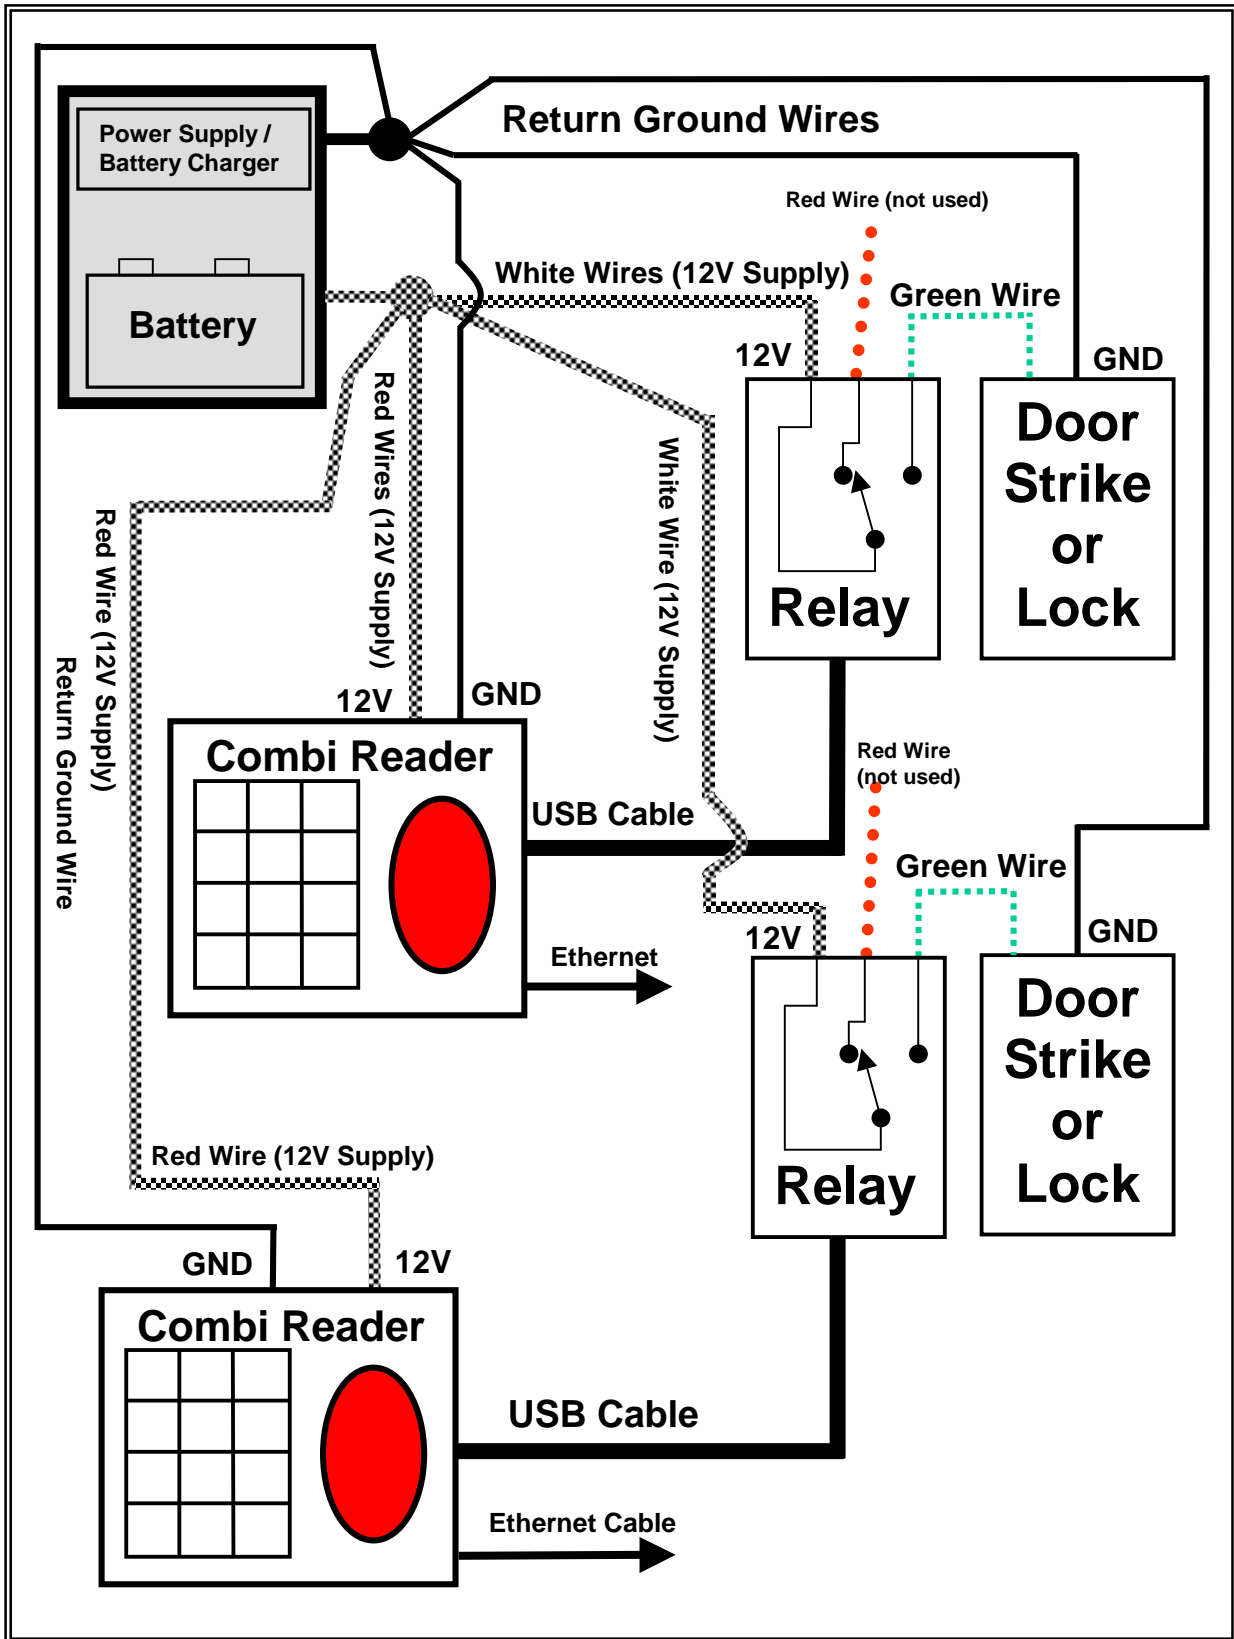 Return Ground Wires
Power Supply /
Battery Charger
Battery
Red Wire (not used)
White Wires (12V Supply)
Green Wire
12V
GND
Door
Strike
or
Lock
Relay
Red Wires (12V Supply)
White Wire (12V Supply)
Red Wire (12V Supply)
Return Ground Wire
12V
GND
Combi Reader
USB Cable
Ethernet
Red Wire
(not used)
Green Wire
12V
GND
Door
Strike
or
Lock
Relay
Red Wire (12V Supply)
GND
12V
Combi Reader
USB Cable
Ethernet Cable